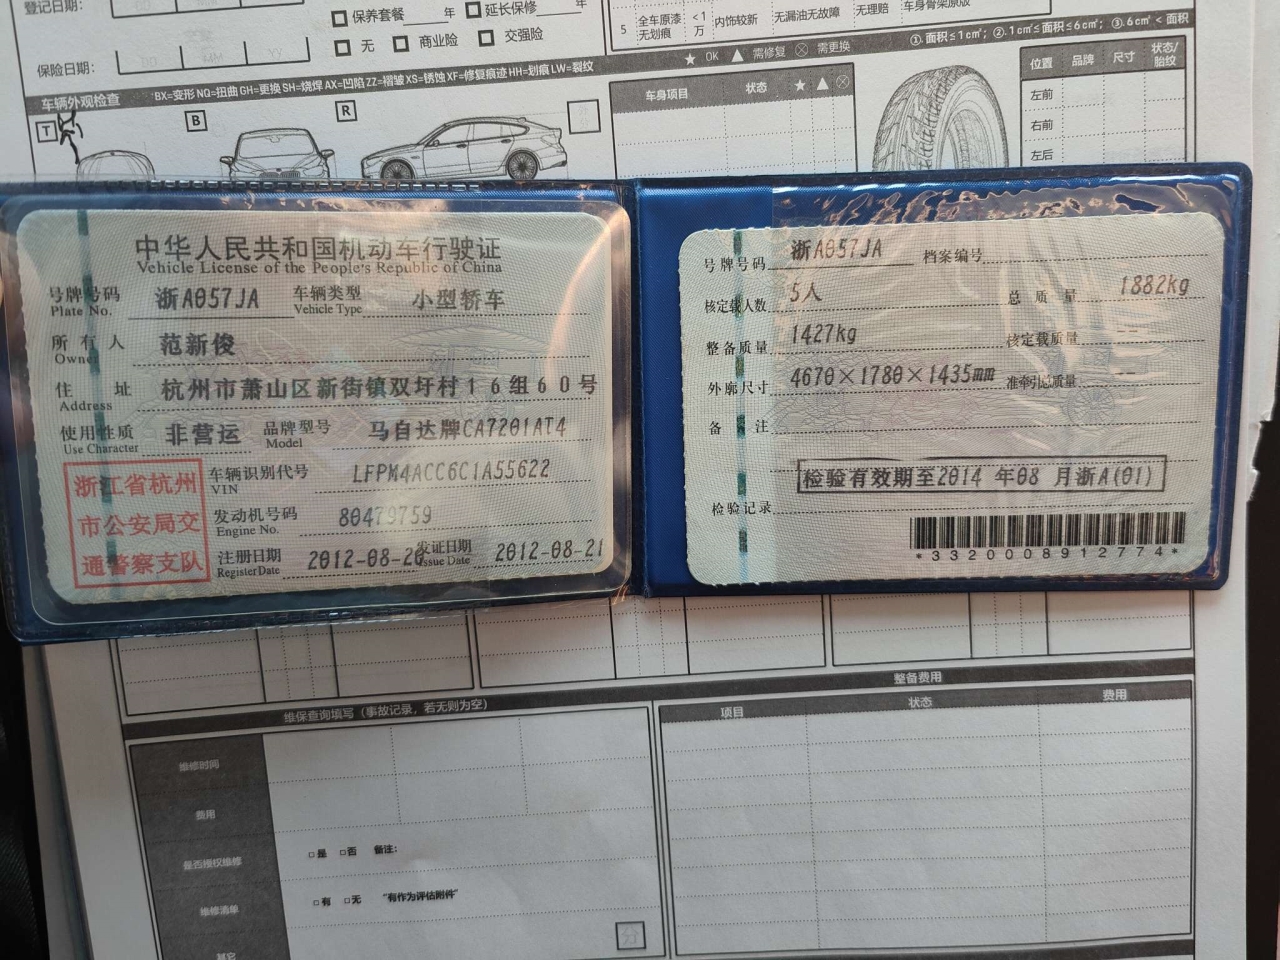 登记日期：
保养套餐 年 延长保修 年
无 商业险 交强险
保险日期：
5 全车原漆无划痕 <1万 内饰较新 无漏油无故障 无理赔 车身骨架原版
①.面积≤1c㎡; ②.1c㎡≤面积≤6c㎡; ③.6c㎡<面积
★ OK ▲ 需修复 ⊗ 需更换
车辆外观检查 BX=变形 NQ=扭曲 GH=更换 SH=烧焊 AX=凹陷 ZZ=褶皱 XS=锈蚀 XF=修复痕迹 HH=划痕 LW=裂纹
车身项目 状态 ★ ▲ ⊗
位置 品牌 尺寸 状态/胎纹
左前
右前
左后
T B R
中华人民共和国机动车行驶证
Vehicle License of the People's Republic of China
号牌号码 浙A057JA 车辆类型 小型轿车
Plate No. Vehicle Type
所有人 范新俊
Owner
住址 杭州市萧山区新街镇双圩村16组60号
Address
使用性质 非营运 品牌型号 马自达牌CA7201AT4
Use Character Model
浙江省杭州
市公安局交
通警察支队
车辆识别代号 LFPM4ACC6C1A55622
VIN
发动机号码 80479759
Engine No.
注册日期 2012-08-20 发证日期 2012-08-21
Register Date Issue Date
号牌号码 浙A057JA 档案编号
核定载人数 5人 总质量 1882kg
整备质量 1427kg 核定载质量 --
外廓尺寸 4670×1780×1435mm 准牵引总质量 --
备注
检验有效期至2014 年08 月浙A(01)
检验记录
*3320008912774*
维保查询填写（事故记录，若无则为空）
整备费用
项目 状态 费用
维修时间
费用
是否授权维修 □是 □否 备注：
维修清单 □有 □无 "有作为评估附件"
其它